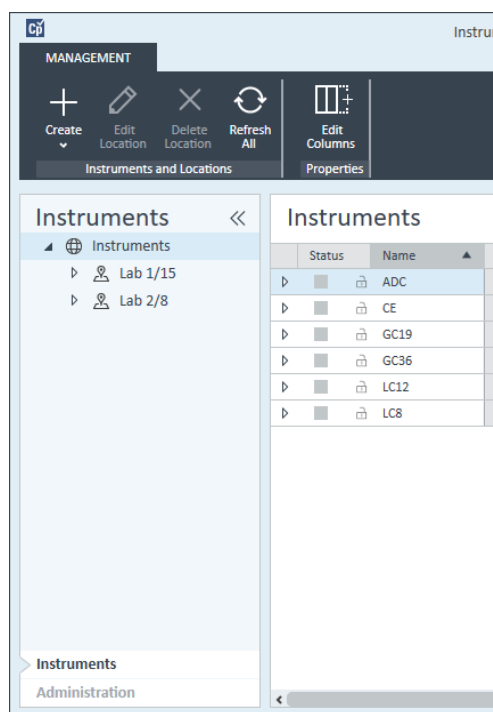 Cp
Instru
MANAGEMENT
Create
Edit Location
Delete Location
Refresh All
Edit Columns
Instruments and Locations
Properties
Instruments
Instruments
Lab 1/15
Lab 2/8
Instruments
Administration
Instruments
Status Name
ADC
CE
GC19
GC36
LC12
LC8